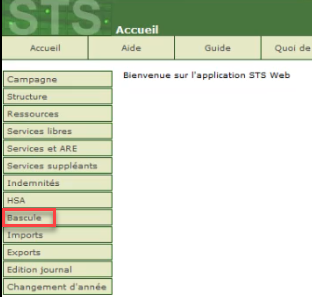 STS
Accueil
Accueil Aide Guide Quoi de
Bienvenue sur l'application STS Web
Campagne
Structure
Ressources
Services libres
Services et ARE
Services suppléants
Indemnités
HSA
Bascule
Imports
Exports
Edition journal
Changement d'année